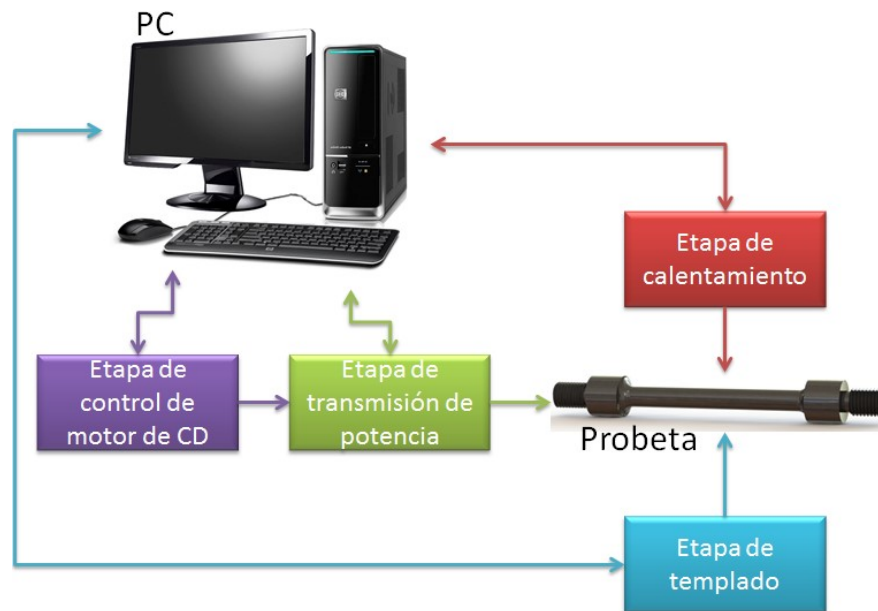 PC
Etapa de
calentamiento
Etapa de
control de
motor de CD
Etapa de
transmisión de
potencia
Probeta
Etapa de
templado